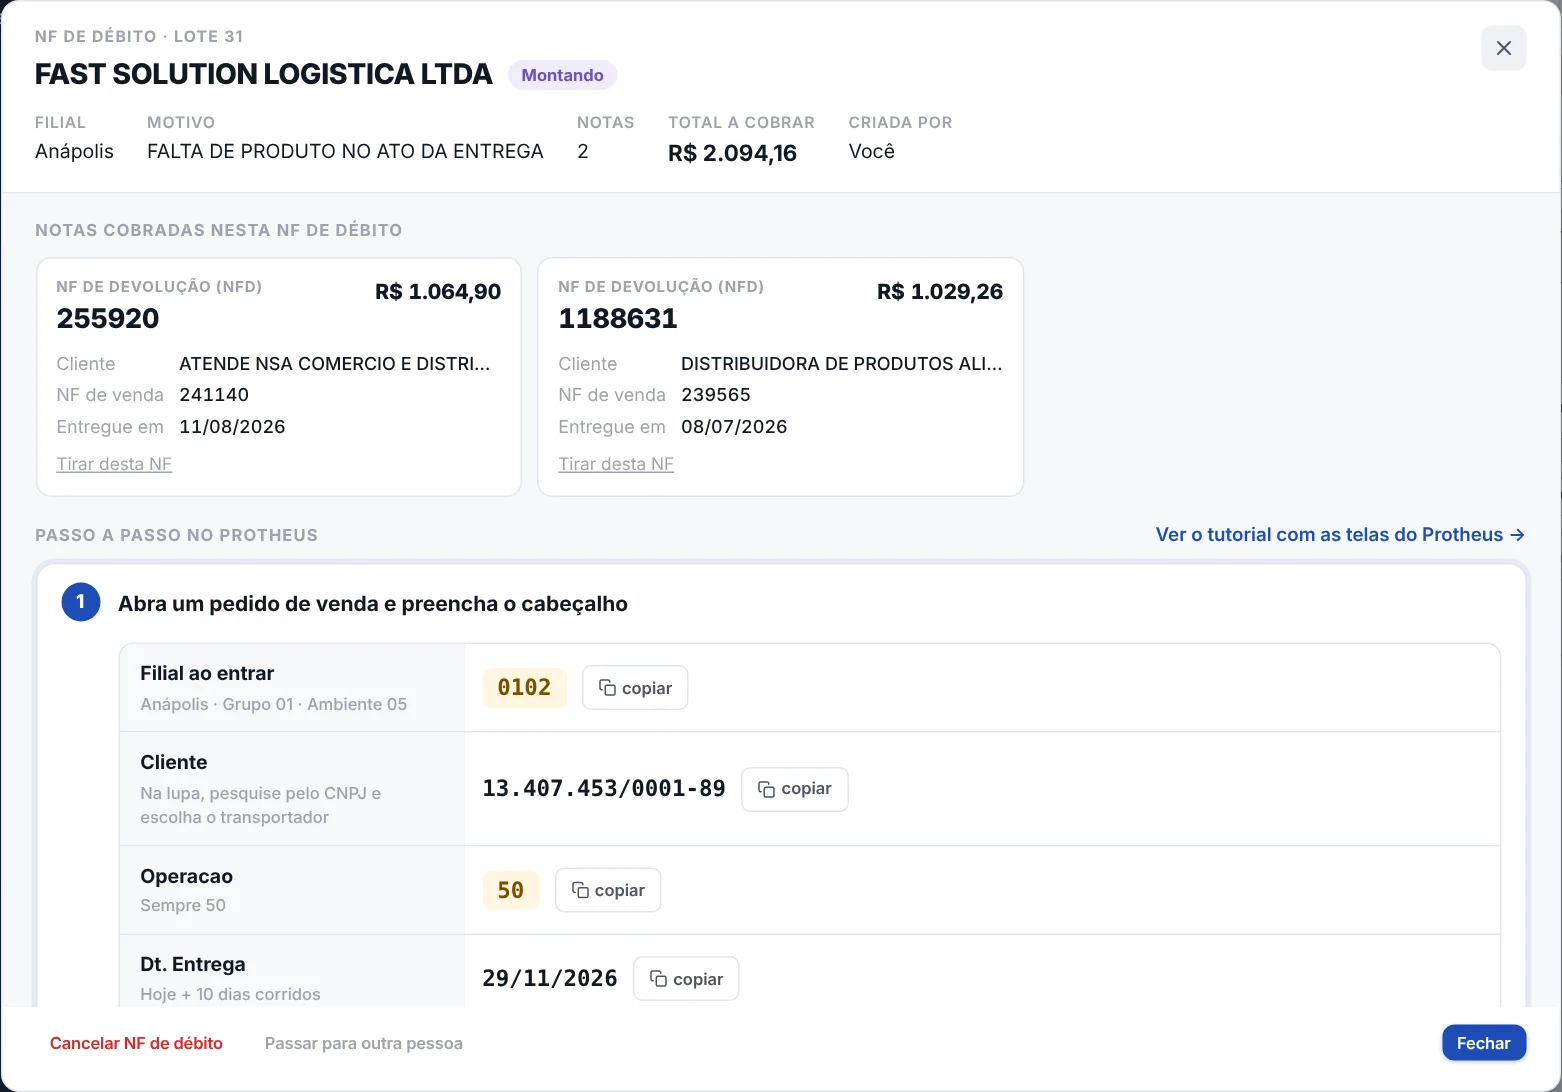 NF DE DÉBITO · LOTE 31
FAST SOLUTION LOGISTICA LTDA Montando
FILIAL MOTIVO NOTAS TOTAL A COBRAR CRIADA POR
Anápolis FALTA DE PRODUTO NO ATO DA ENTREGA 2 R$ 2.094,16 Você
NOTAS COBRADAS NESTA NF DE DÉBITO
NF DE DEVOLUÇÃO (NFD) R$ 1.064,90
255920
Cliente ATENDE NSA COMERCIO E DISTRI...
NF de venda 241140
Entregue em 11/08/2026
Tirar desta NF
NF DE DEVOLUÇÃO (NFD) R$ 1.029,26
1188631
Cliente DISTRIBUIDORA DE PRODUTOS ALI...
NF de venda 239565
Entregue em 08/07/2026
Tirar desta NF
PASSO A PASSO NO PROTHEUS Ver o tutorial com as telas do Protheus →
1 Abra um pedido de venda e preencha o cabeçalho
Filial ao entrar
Anápolis · Grupo 01 · Ambiente 05
0102 copiar
Cliente
Na lupa, pesquise pelo CNPJ e
escolha o transportador
13.407.453/0001-89 copiar
Operacao
Sempre 50
50 copiar
Dt. Entrega
Hoje + 10 dias corridos
29/11/2026 copiar
Cancelar NF de débito Passar para outra pessoa Fechar